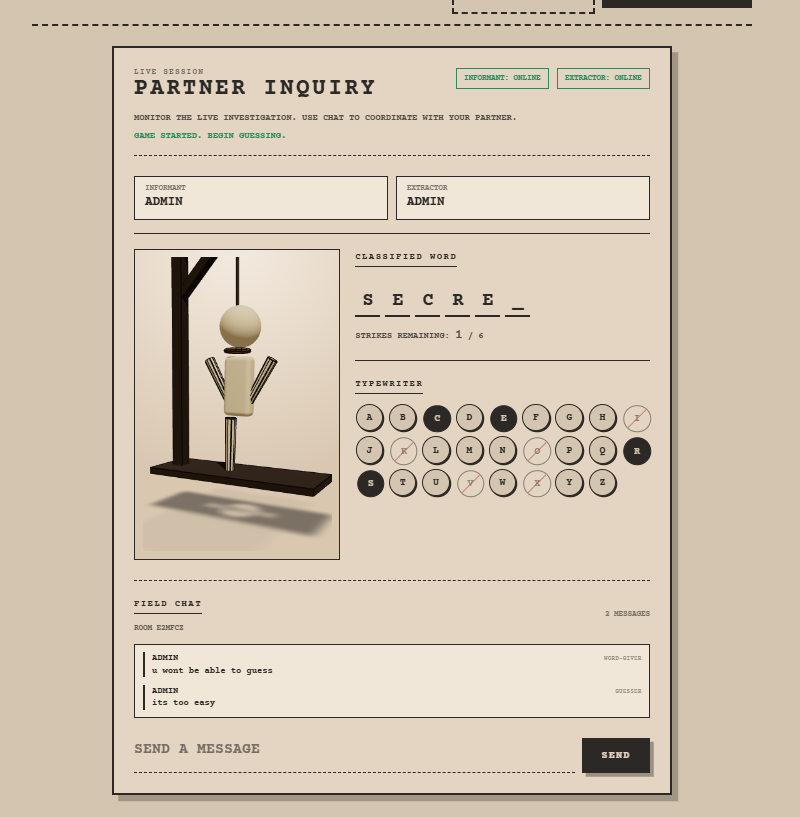 LIVE SESSION
PARTNER INQUIRY
INFORMANT: ONLINE
EXTRACTOR: ONLINE
MONITOR THE LIVE INVESTIGATION. USE CHAT TO COORDINATE WITH YOUR PARTNER.
GAME STARTED. BEGIN GUESSING.
INFORMANT
ADMIN
EXTRACTOR
ADMIN
CLASSIFIED WORD
S E C R E _
STRIKES REMAINING: 1 / 6
TYPEWRITER
A B C D E F G H I
J K L M N O P Q R
S T U V W X Y Z
FIELD CHAT
2 MESSAGES
ROOM E2MFCZ
ADMIN
WORD-GIVER
u wont be able to guess
ADMIN
GUESSER
its too easy
SEND A MESSAGE
SEND